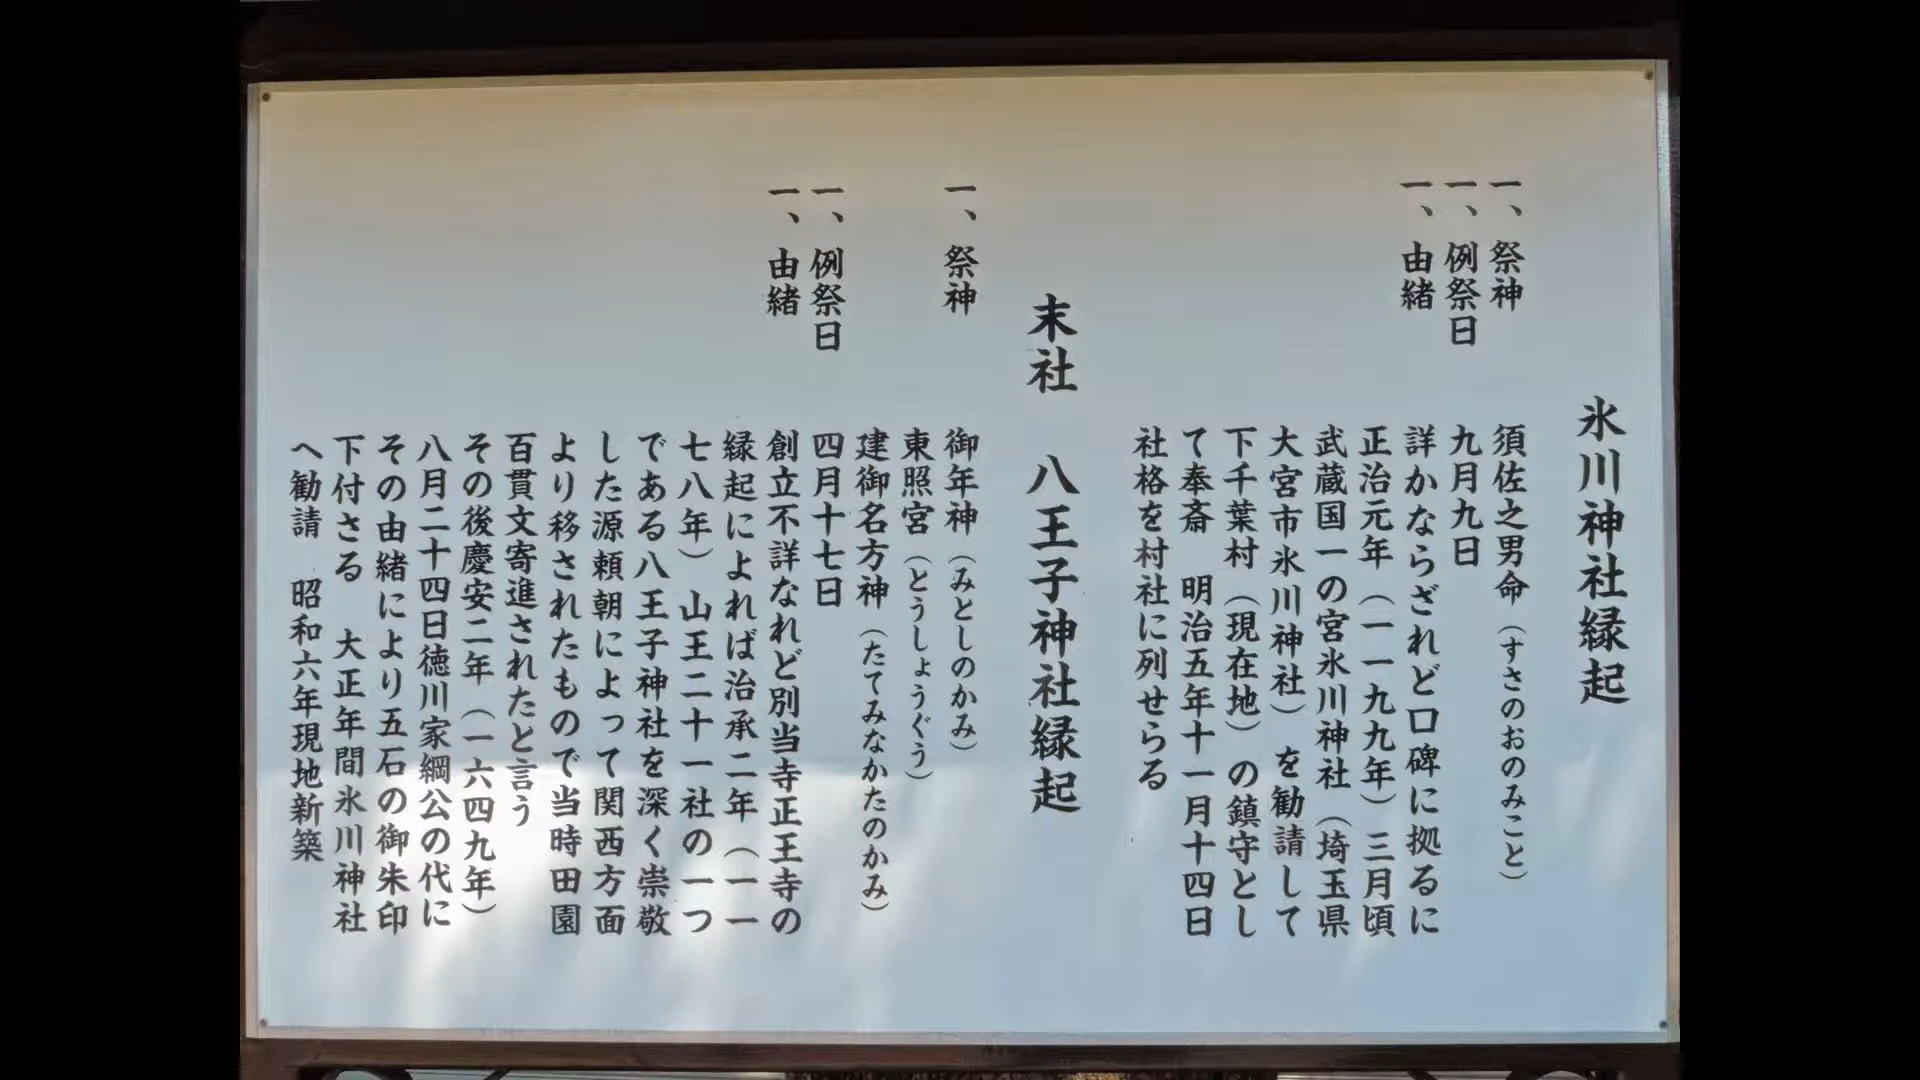 氷川神社縁起
一、祭神 須佐之男命（すさのおのみこと）
一、例祭日 九月九日
一、由緒 詳かならざれど口碑に拠るに
正治元年（一一九九年）三月頃
武蔵国一の宮氷川神社（埼玉県
大宮市氷川神社）を勧請して
下千葉村（現在地）の鎮守とし
て奉斎 明治五年十一月十四日
社格を村社に列せらる
末社 八王子神社縁起
一、祭神 御年神（みとしのかみ）
東照宮（とうしょうぐう）
建御名方神（たてみなかたのかみ）
一、例祭日 四月十七日
一、由緒 創立不詳なれど別当寺正王寺の
縁起によれば治承二年（一一
七八年）山王二十一社の一つ
である八王子神社を深く崇敬
した源頼朝によって関西方面
より移されたもので当時田園
百貫文寄進されたと言う
その後慶安二年（一六四九年）
八月二十四日徳川家綱公の代に
その由緒により五石の御朱印
下付さる 大正年間氷川神社
へ勧請 昭和六年現地新築